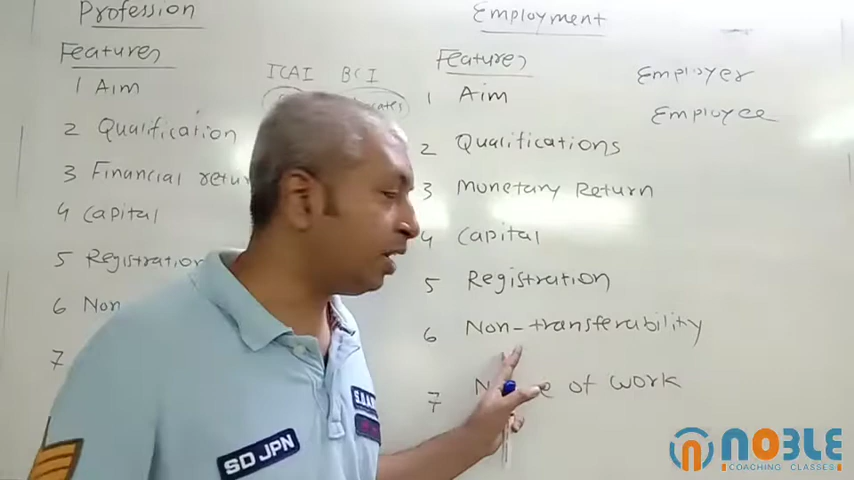 Profession
Features
1 Aim
2 Qualification
3 Financial
4 Capital
5 Registration
6 Non
7
ICAI BCI
Employment
Features
1 Aim
2 Qualifications
3 Monetary Return
4 Capital
5 Registration
6 Non-transferability
7 of work
Employer
Employee
SD JPN
NOBLE
COACHING CLASSES